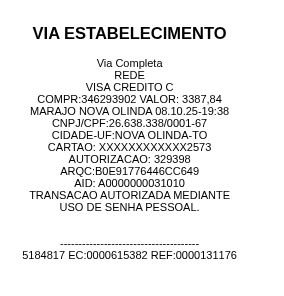 VIA ESTABELECIMENTO
Via Completa
REDE
VISA CREDITO C
COMPR:346293902 VALOR: 3387,84
MARAJO NOVA OLINDA 08.10.25-19:38
CNPJ/CPF:26.638.338/0001-67
CIDADE-UF:NOVA OLINDA-TO
CARTAO: XXXXXXXXXXXX2573
AUTORIZACAO: 329398
ARQC:B0E91776446CC649
AID: A0000000031010
TRANSACAO AUTORIZADA MEDIANTE
USO DE SENHA PESSOAL.
--------------------------------------
5184817 EC:0000615382 REF:0000131176